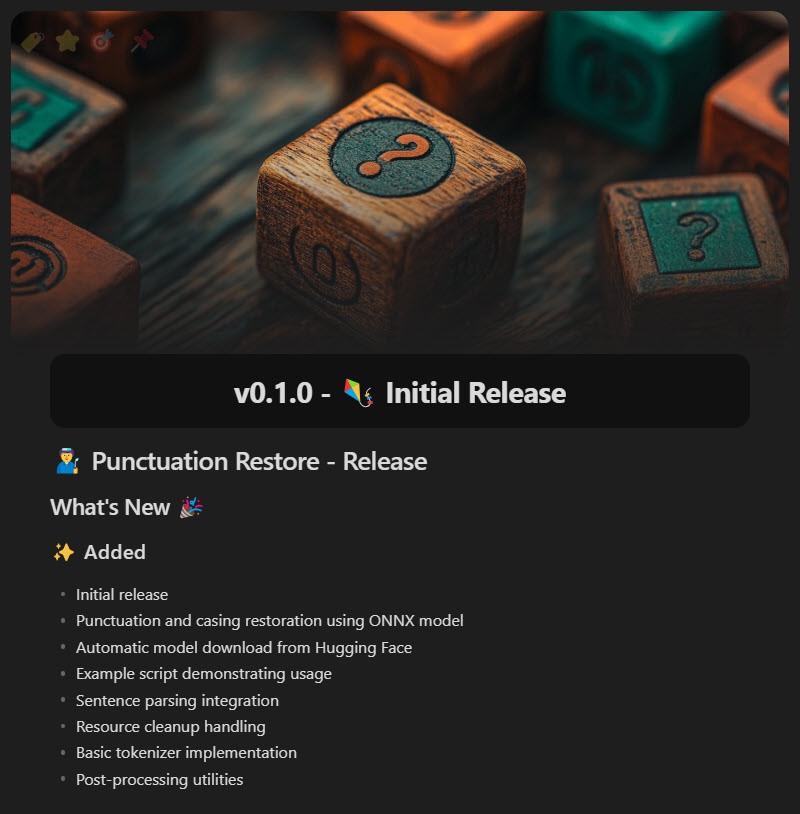 ?
?
v0.1.0 - 🪁 Initial Release
👨‍🎨 Punctuation Restore - Release
What's New 🎉
✨ Added
• Initial release
• Punctuation and casing restoration using ONNX model
• Automatic model download from Hugging Face
• Example script demonstrating usage
• Sentence parsing integration
• Resource cleanup handling
• Basic tokenizer implementation
• Post-processing utilities